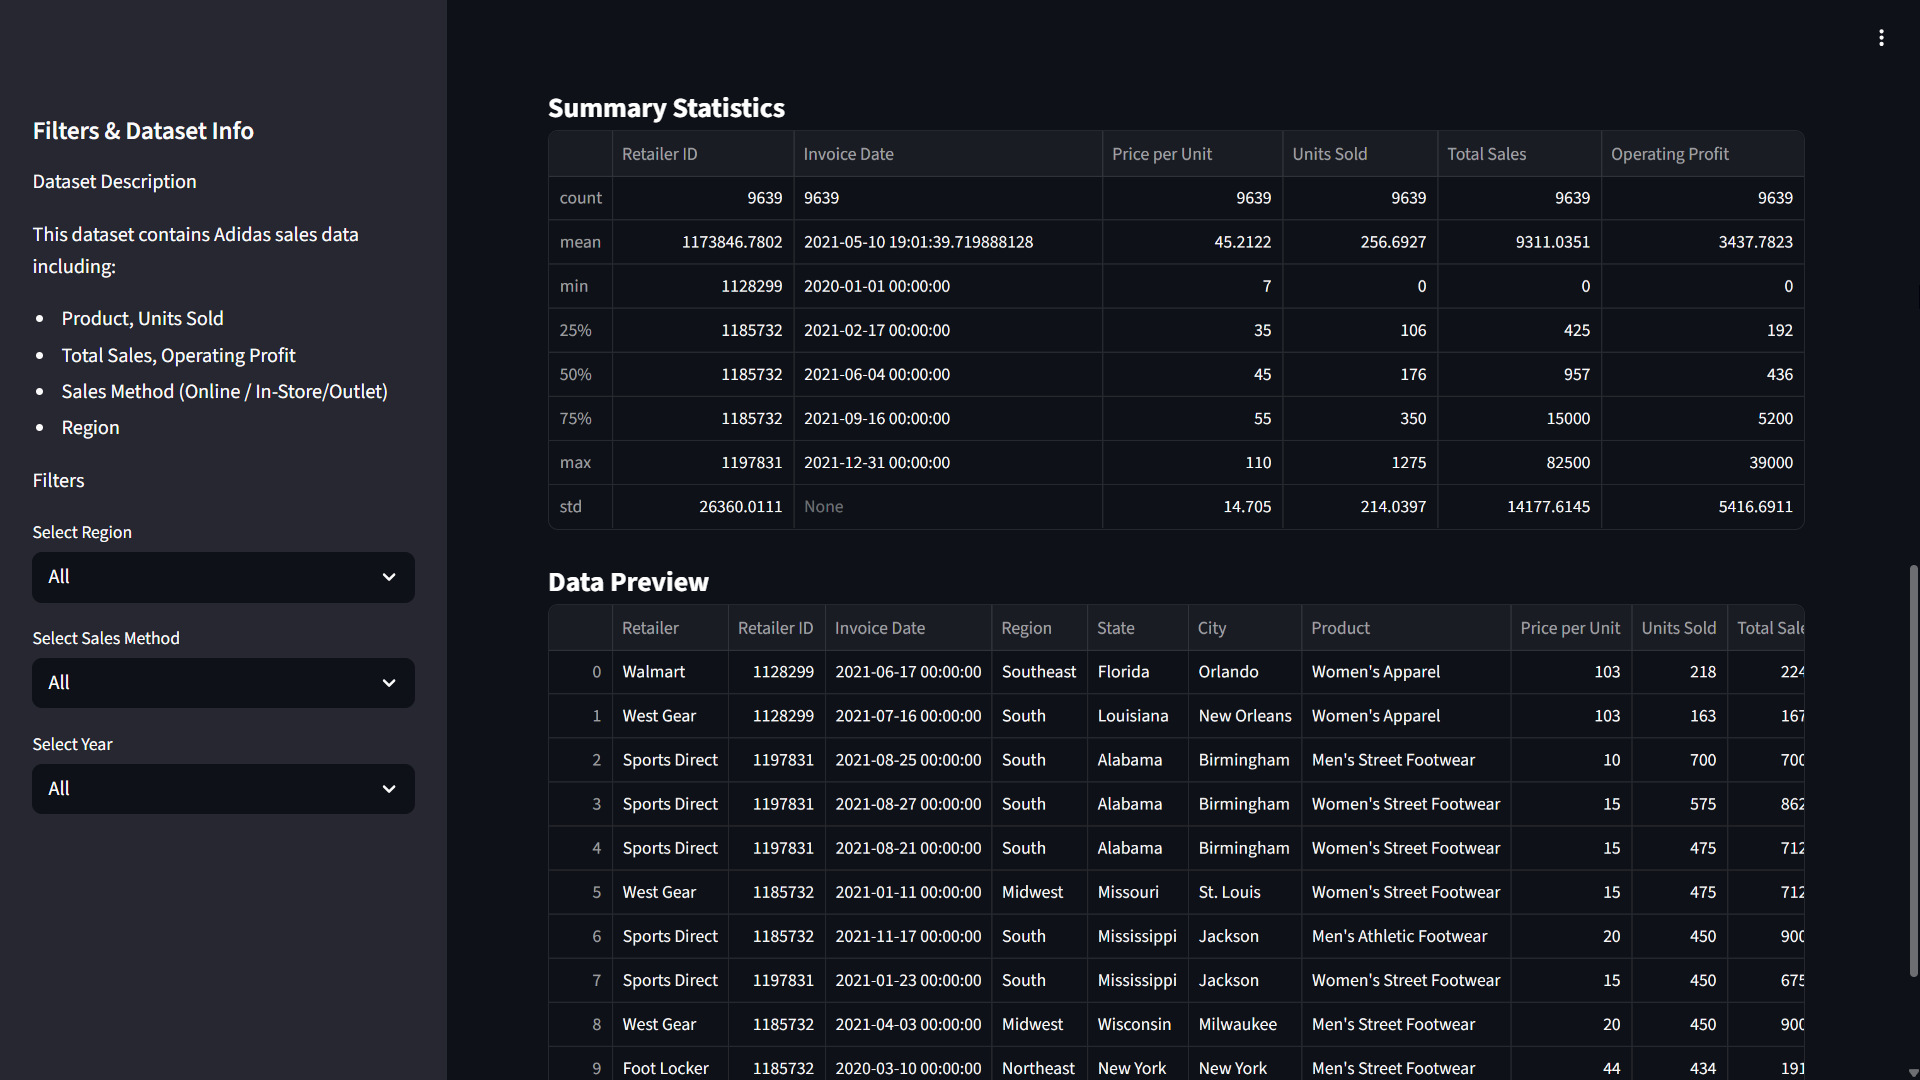 Filters & Dataset Info
Dataset Description
This dataset contains Adidas sales data
including:
Product, Units Sold
Total Sales, Operating Profit
Sales Method (Online / In-Store/Outlet)
Region
Filters
Select Region
All
Select Sales Method
All
Select Year
All
Summary Statistics
Retailer ID Invoice Date Price per Unit Units Sold Total Sales Operating Profit
count 9639 9639 9639 9639 9639 9639
mean 1173846.7802 2021-05-10 19:01:39.719888128 45.2122 256.6927 9311.0351 3437.7823
min 1128299 2020-01-01 00:00:00 7 0 0 0
25% 1185732 2021-02-17 00:00:00 35 106 425 192
50% 1185732 2021-06-04 00:00:00 45 176 957 436
75% 1185732 2021-09-16 00:00:00 55 350 15000 5200
max 1197831 2021-12-31 00:00:00 110 1275 82500 39000
std 26360.0111 None 14.705 214.0397 14177.6145 5416.6911
Data Preview
Retailer Retailer ID Invoice Date Region State City Product Price per Unit Units Sold Total Sale
0 Walmart 1128299 2021-06-17 00:00:00 Southeast Florida Orlando Women's Apparel 103 218 224
1 West Gear 1128299 2021-07-16 00:00:00 South Louisiana New Orleans Women's Apparel 103 163 167
2 Sports Direct 1197831 2021-08-25 00:00:00 South Alabama Birmingham Men's Street Footwear 10 700 700
3 Sports Direct 1197831 2021-08-27 00:00:00 South Alabama Birmingham Women's Street Footwear 15 575 862
4 Sports Direct 1197831 2021-08-21 00:00:00 South Alabama Birmingham Women's Street Footwear 15 475 712
5 West Gear 1185732 2021-01-11 00:00:00 Midwest Missouri St. Louis Women's Street Footwear 15 475 712
6 Sports Direct 1185732 2021-11-17 00:00:00 South Mississippi Jackson Men's Athletic Footwear 20 450 900
7 Sports Direct 1197831 2021-01-23 00:00:00 South Mississippi Jackson Women's Street Footwear 15 450 675
8 West Gear 1185732 2021-04-03 00:00:00 Midwest Wisconsin Milwaukee Men's Street Footwear 20 450 900
9 Foot Locker 1185732 2020-03-10 00:00:00 Northeast New York New York Men's Street Footwear 44 434 191